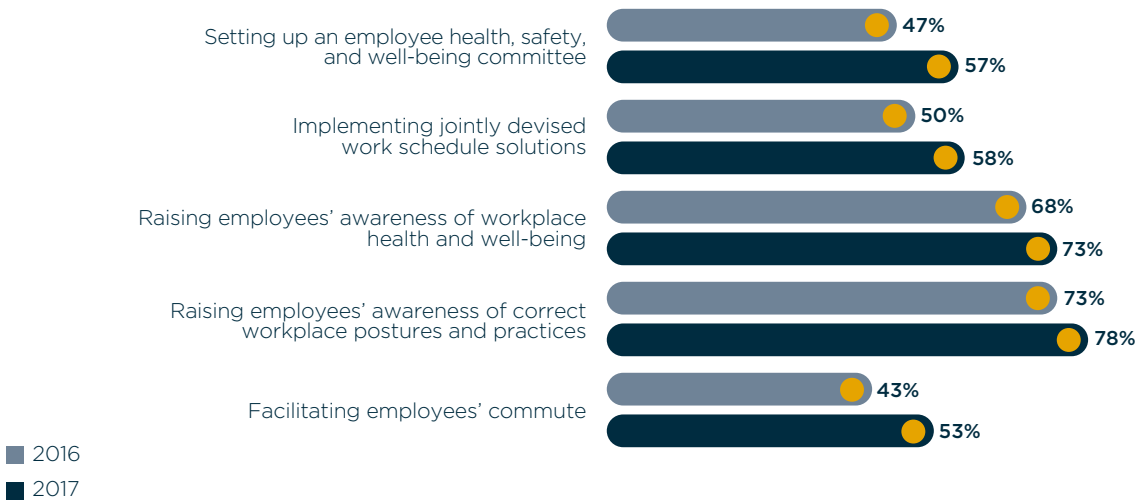 Setting up an employee health, safety,
and well-being committee
47%
57%
Implementing jointly devised
work schedule solutions
50%
58%
Raising employees’ awareness of workplace
health and well-being
68%
73%
Raising employees’ awareness of correct
workplace postures and practices
73%
78%
Facilitating employees’ commute
43%
53%
2016
2017